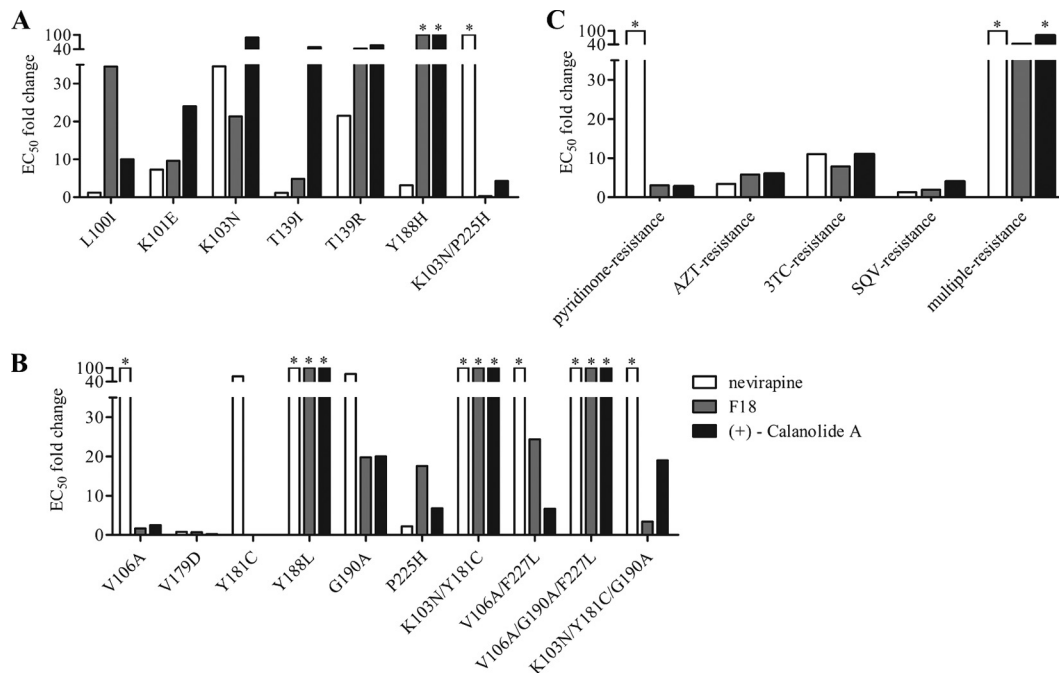 A
EC50 fold change
100
40
30
20
10
0
* * *
L100I
K101E
K103N
T139I
T139R
Y188H
K103N/P225H
C
EC50 fold change
100
40
30
20
10
0
* * *
pyridinone-resistance
AZT-resistance
3TC-resistance
SQV-resistance
multiple-resistance
B
EC50 fold change
100
40
30
20
10
0
* * * * * * * * * * * *
V106A
V179D
Y181C
Y188L
G190A
P225H
K103N/Y181C
V106A/F227L
V106A/G190A/F227L
K103N/Y181C/G190A
nevirapine
F18
(+) - Calanolide A